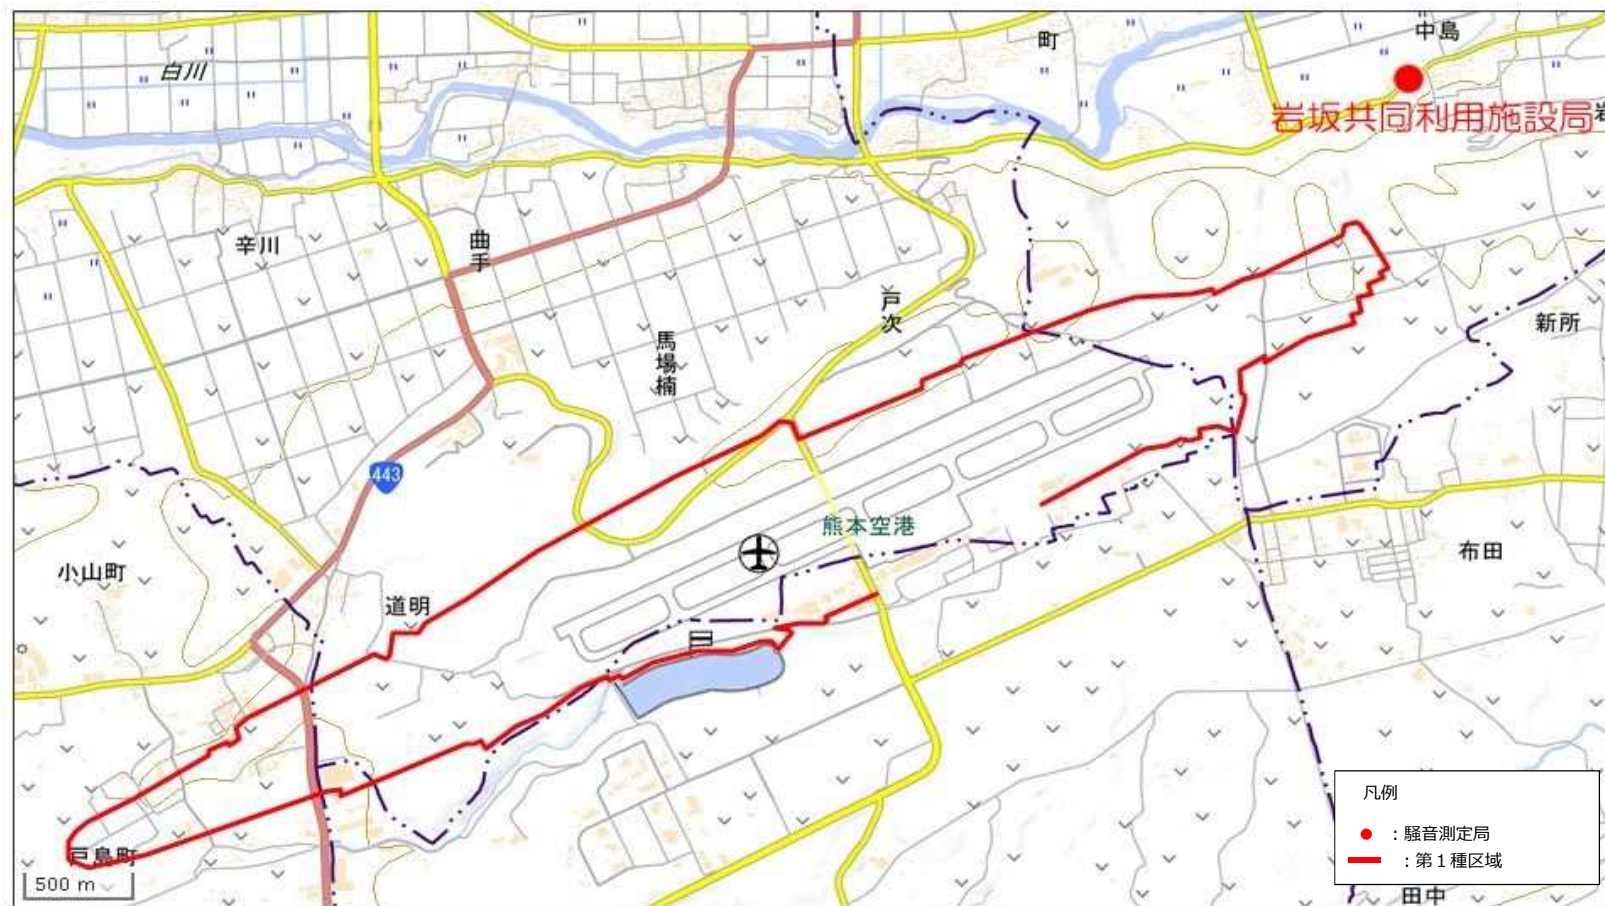 中島
町
白川
岩坂共同利用施設局
岩
辛川
曲手
戸次
新所
馬場楠
443
熊本空港
布田
小山町
道明
戸島町
500 m
凡例
：騒音測定局
：第１種区域
田中